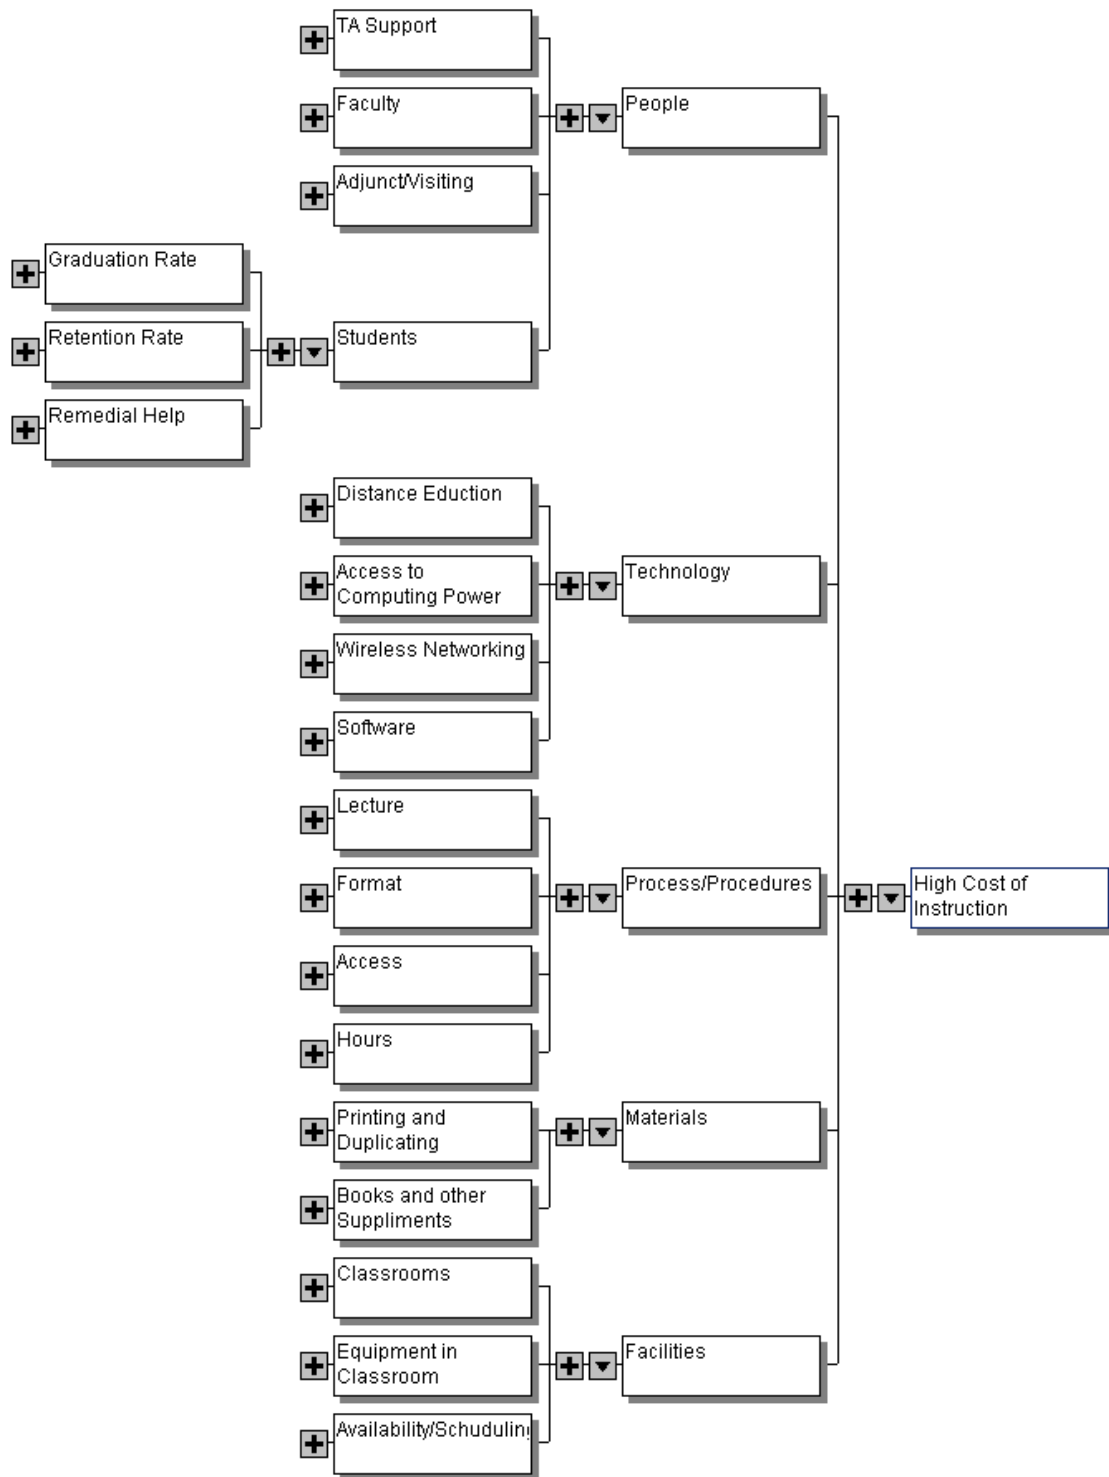 TA Support
Faculty
People
Adjunct/Visiting
Graduation Rate
Retention Rate
Students
Remedial Help
Distance Eduction
Access to
Computing Power
Technology
Wireless Networking
Software
Lecture
Format
Process/Procedures
High Cost of
Instruction
Access
Hours
Printing and
Duplicating
Materials
Books and other
Suppliments
Classrooms
Equipment in
Classroom
Facilities
Availability/Schuduling